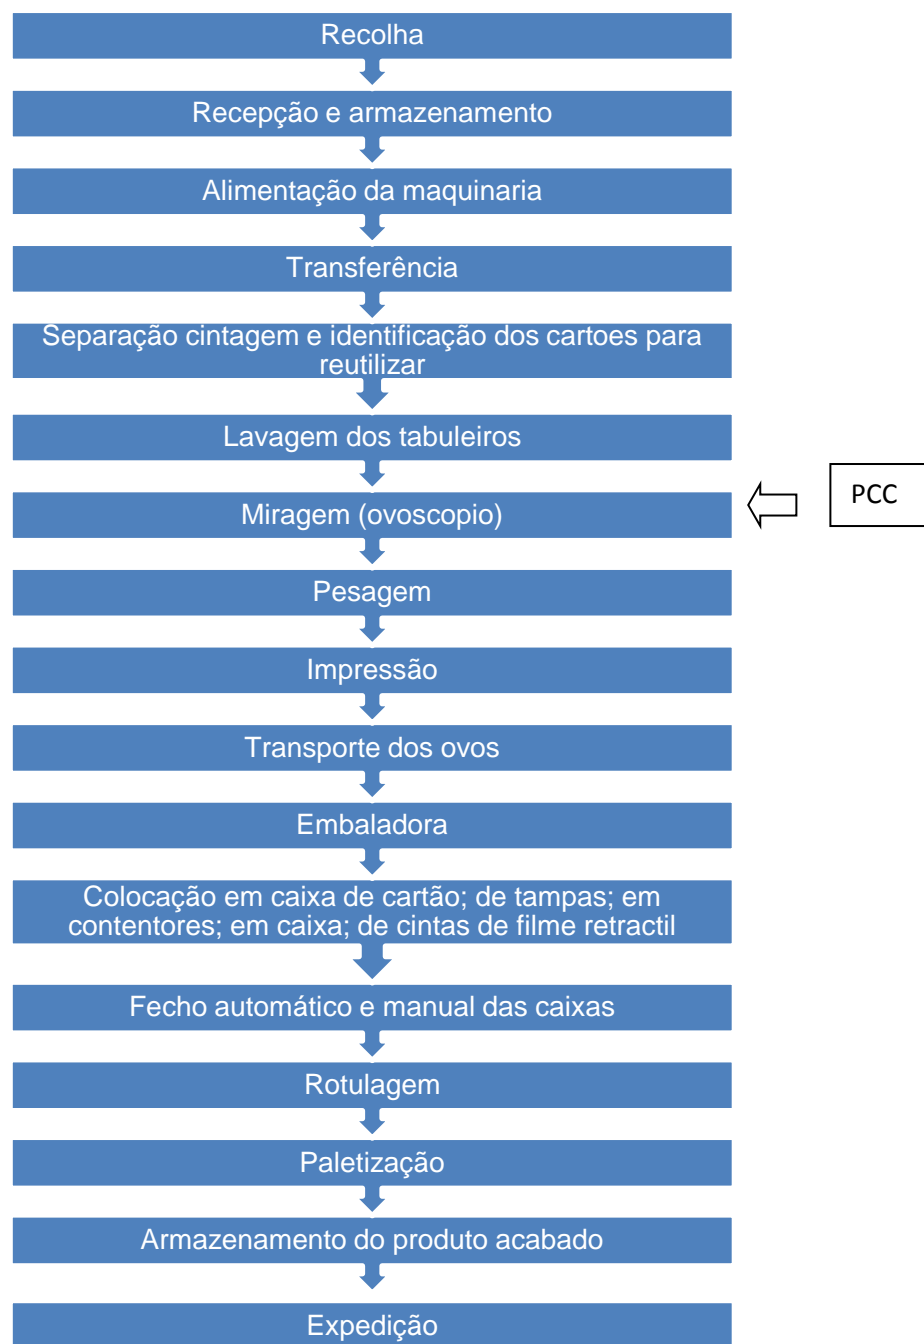 Recolha
Recepção e armazenamento
Alimentação da maquinaria
Transferência
Separação cintagem e identificação dos cartoes para
reutilizar
Lavagem dos tabuleiros
Miragem (ovoscopio)
PCC
Pesagem
Impressão
Transporte dos ovos
Embaladora
Colocação em caixa de cartão; de tampas; em
contentores; em caixa; de cintas de filme retractil
Fecho automático e manual das caixas
Rotulagem
Paletização
Armazenamento do produto acabado
Expedição